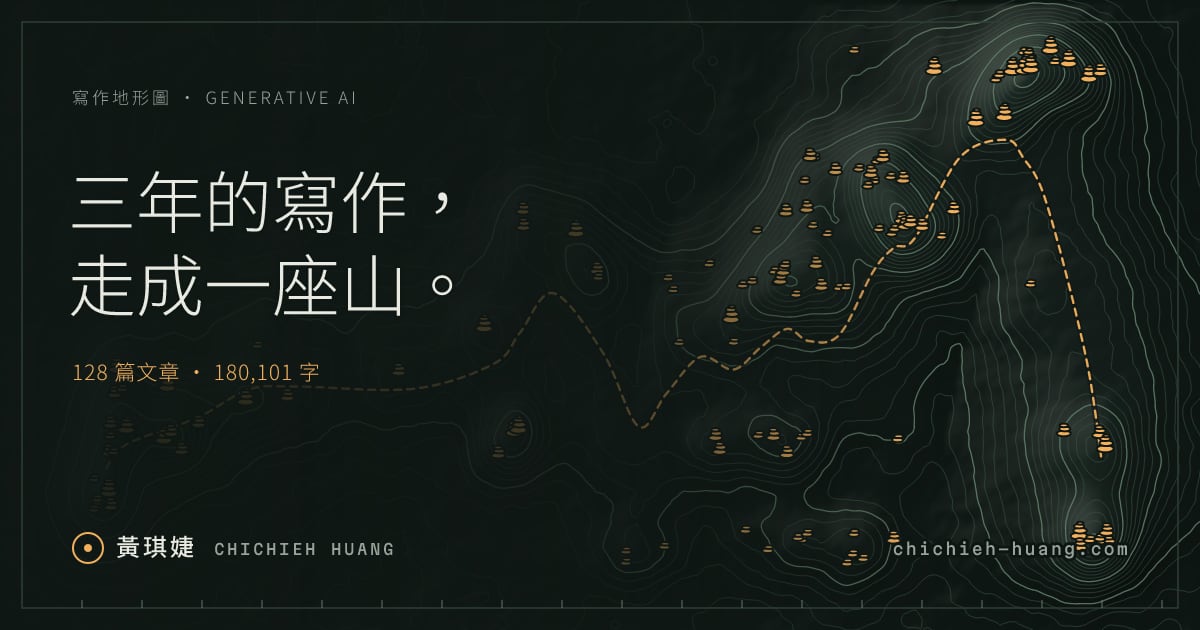 寫作地形圖 · GENERATIVE AI
三年的寫作，
走成一座山。
128 篇文章 · 180,101 字
黃琪婕 CHICHIEH HUANG
chichieh-huang.com